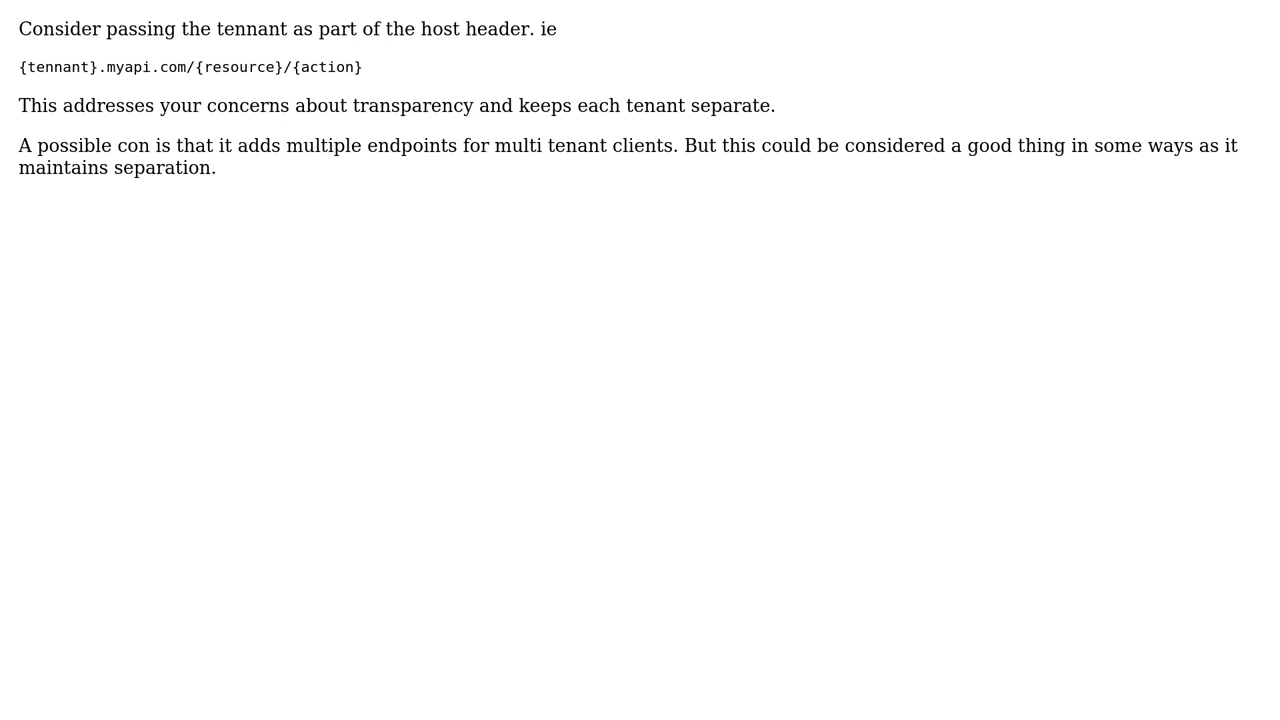 Consider passing the tennant as part of the host header. ie
{tennant}.myapi.com/{resource}/{action}
This addresses your concerns about transparency and keeps each tenant separate.
A possible con is that it adds multiple endpoints for multi tenant clients. But this could be considered a good thing in some ways as it
maintains separation.